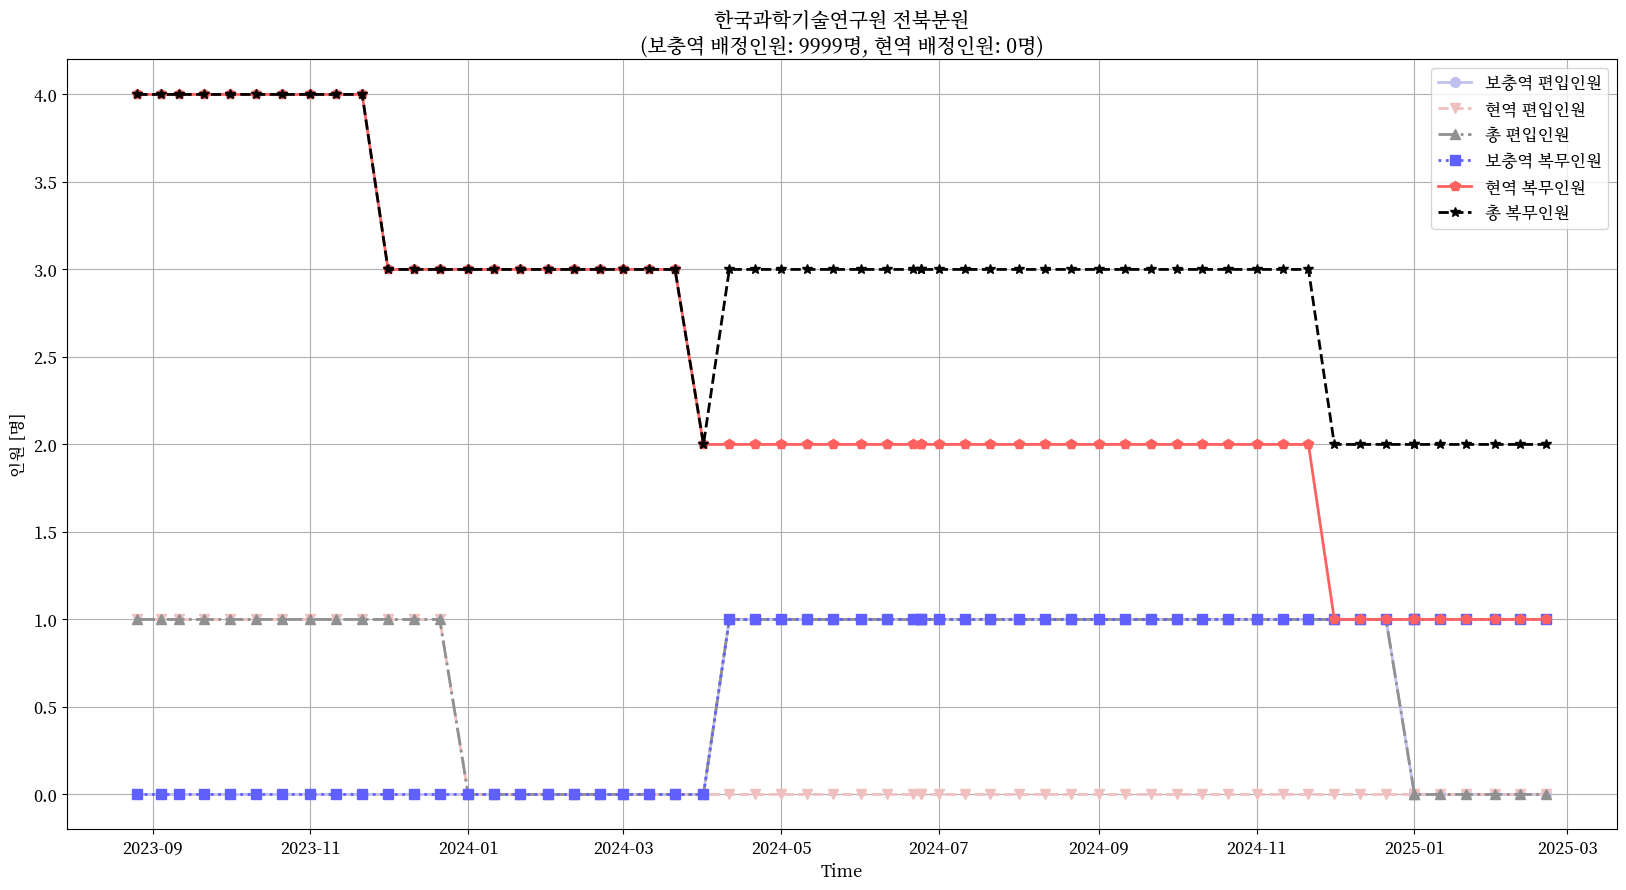 한국과학기술연구원 전북분원
(보충역 배정인원: 9999명, 현역 배정인원: 0명)
보충역 편입인원
현역 편입인원
총 편입인원
보충역 복무인원
현역 복무인원
총 복무인원
인원 [명]
4.0
3.5
3.0
2.5
2.0
1.5
1.0
0.5
0.0
2023-09 2023-11 2024-01 2024-03 2024-05 2024-07 2024-09 2024-11 2025-01 2025-03
Time